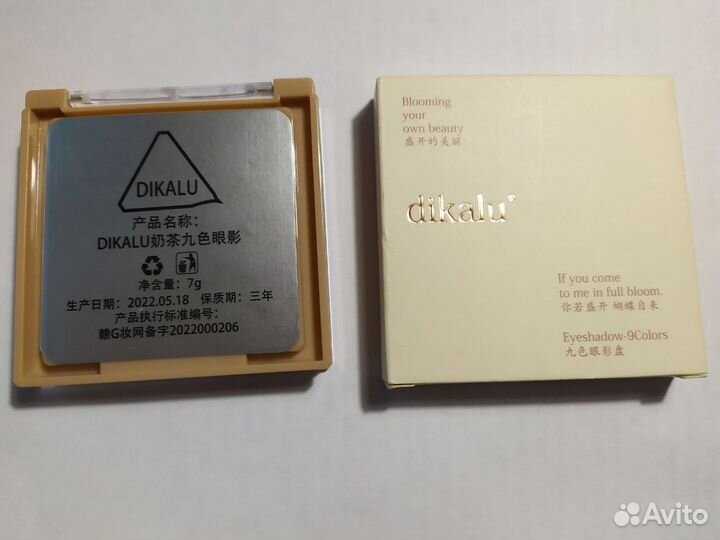 DIKALU
产品名称：
DIKALU奶茶九色眼影
净含量：7g
生产日期：2022.05.18 保质期：三年
产品执行标准编号：
赣G妆网备字2022000206
Blooming
your
own beauty
盛开的美丽
dikalu
If you come
to me in full bloom.
你若盛开 蝴蝶自来
Eyeshadow-9Colors
九色眼影盘
Avito